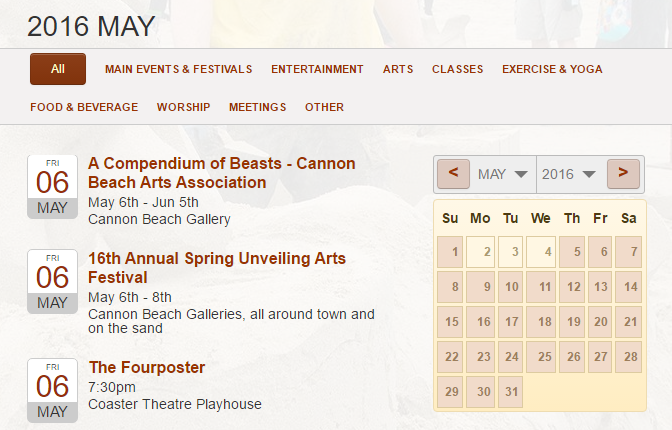 2016 MAY
All MAIN EVENTS & FESTIVALS ENTERTAINMENT ARTS CLASSES EXERCISE & YOGA
FOOD & BEVERAGE WORSHIP MEETINGS OTHER
FRI
06
MAY
A Compendium of Beasts - Cannon
Beach Arts Association
May 6th - Jun 5th
Cannon Beach Gallery
FRI
06
MAY
16th Annual Spring Unveiling Arts
Festival
May 6th - 8th
Cannon Beach Galleries, all around town and
on the sand
FRI
06
MAY
The Fourposter
7:30pm
Coaster Theatre Playhouse
< MAY 2016 >
Su Mo Tu We Th Fr Sa
1 2 3 4 5 6 7
8 9 10 11 12 13 14
15 16 17 18 19 20 21
22 23 24 25 26 27 28
29 30 31